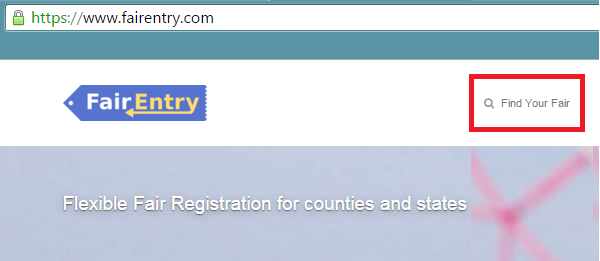 https://www.fairentry.com
FairEntry
Find Your Fair
Flexible Fair Registration for counties and states